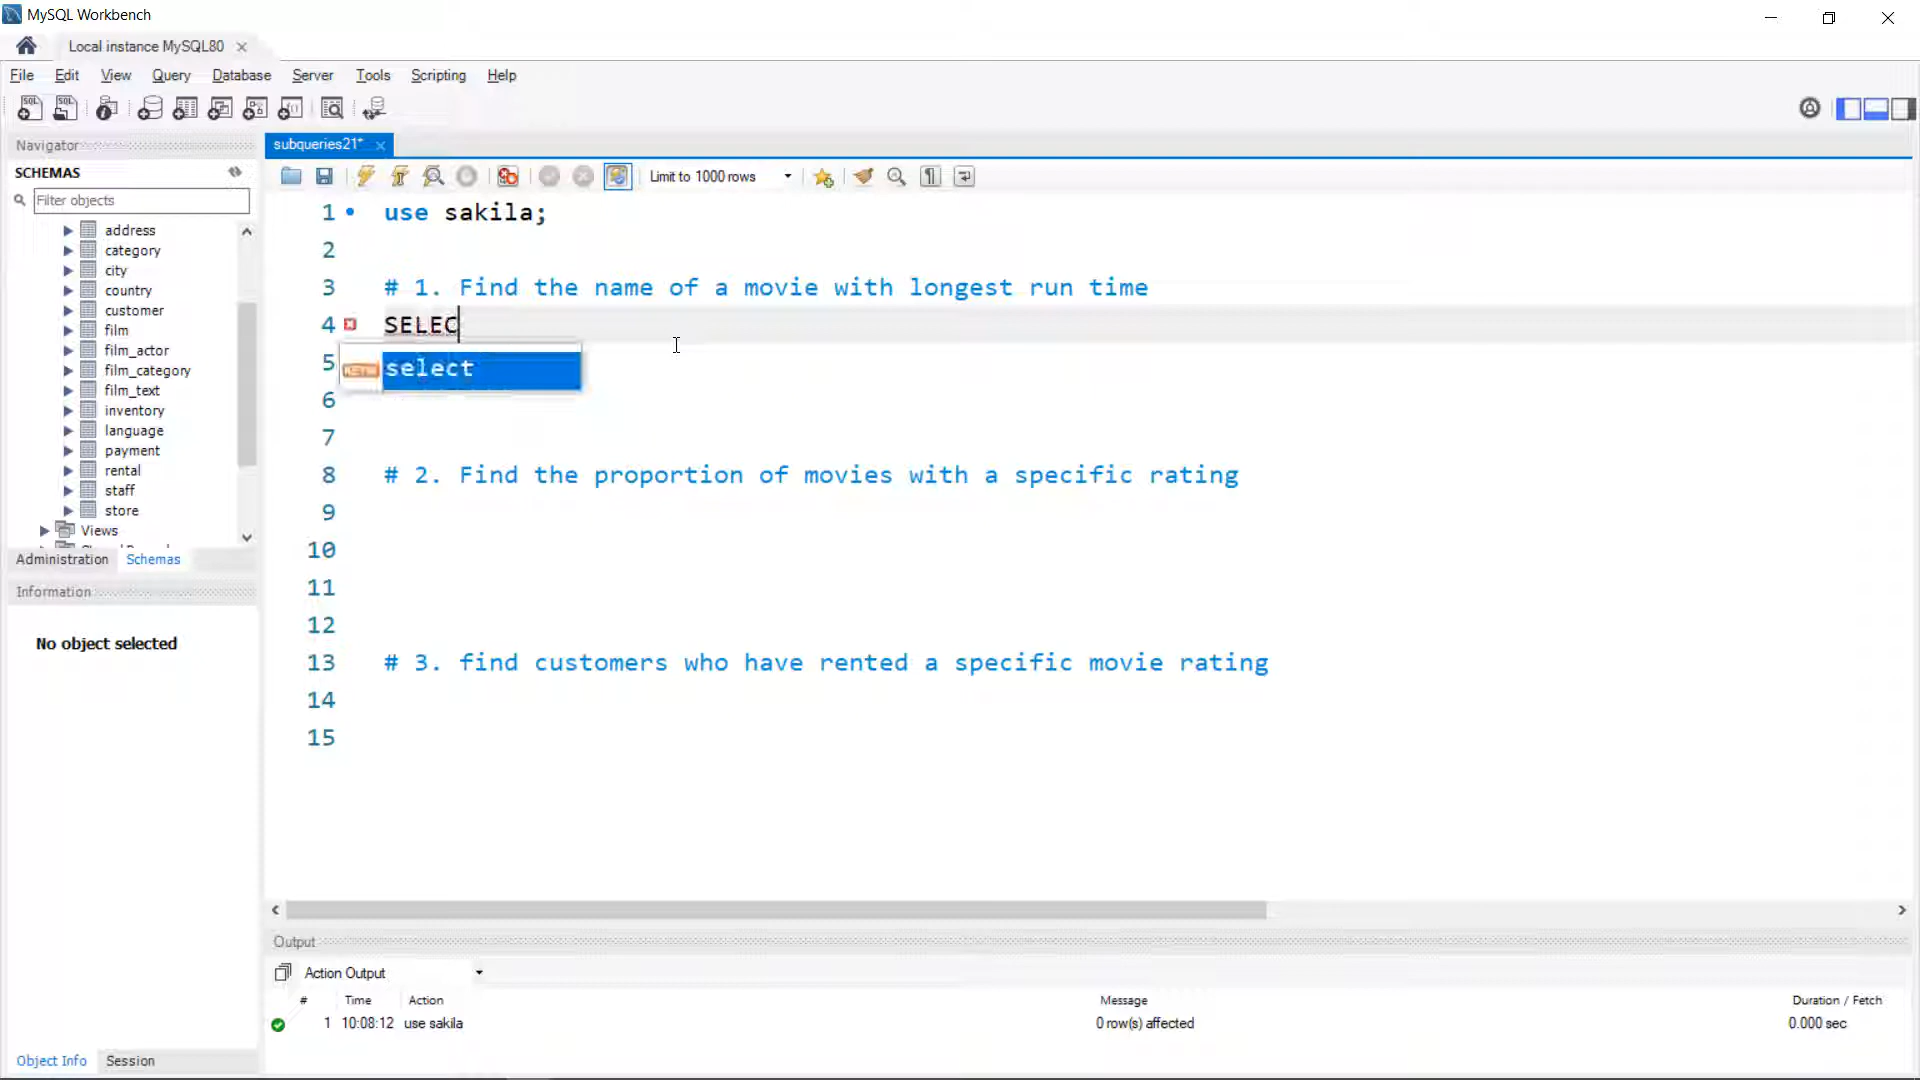 MySQL Workbench
Local instance MySQL80
File Edit View Query Database Server Tools Scripting Help
Navigator
SCHEMAS
Filter objects
address
category
city
country
customer
film
film_actor
film_category
film_text
inventory
language
payment
rental
staff
store
Views
Administration Schemas
Information
No object selected
Object Info Session
subqueries21*
Limit to 1000 rows
1 use sakila;
2
3 # 1. Find the name of a movie with longest run time
4 SELEC
select
5
6
7
8 # 2. Find the proportion of movies with a specific rating
9
10
11
12
13 # 3. find customers who have rented a specific movie rating
14
15
Output
Action Output
# Time Action Message Duration / Fetch
1 10:08:12 use sakila 0 row(s) affected 0.000 sec